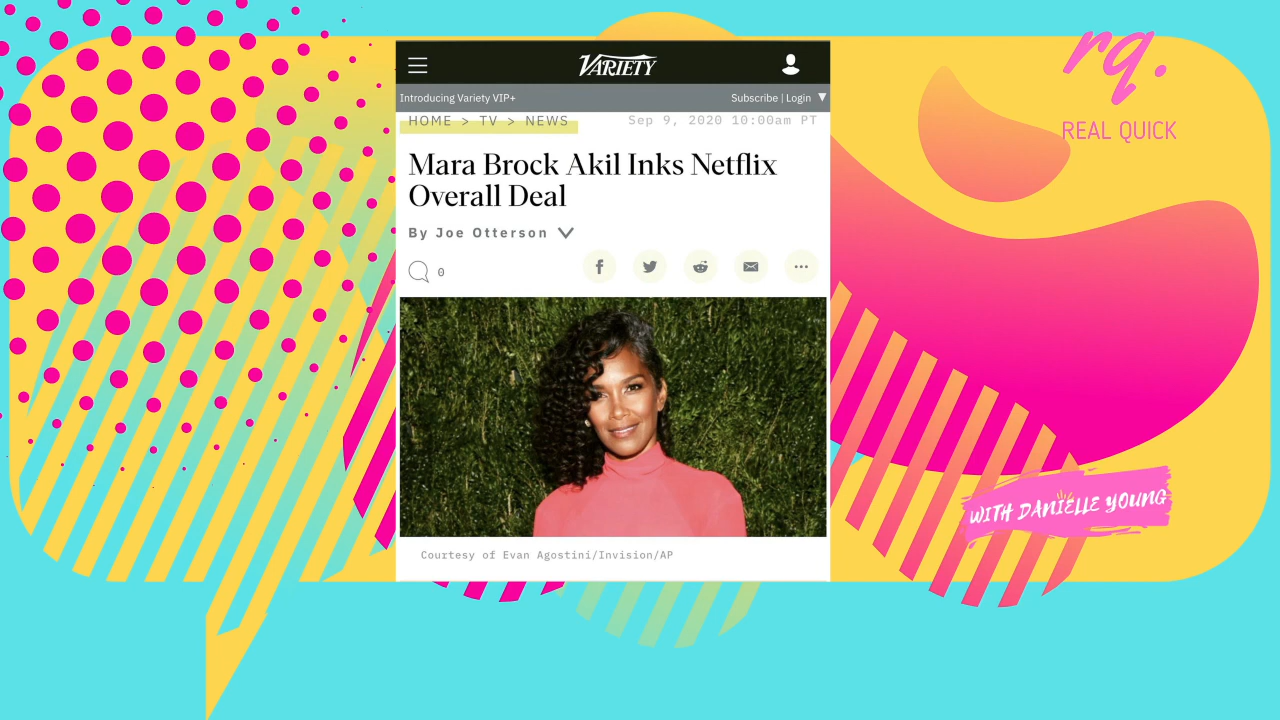 VARIETY
Introducing Variety VIP+
Subscribe | Login
HOME > TV > NEWS
Sep 9, 2020 10:00am PT
Mara Brock Akil Inks Netflix
Overall Deal
By Joe Otterson
0
Courtesy of Evan Agostini/Invision/AP
rq.
REAL QUICK
WITH DANIELLE YOUNG